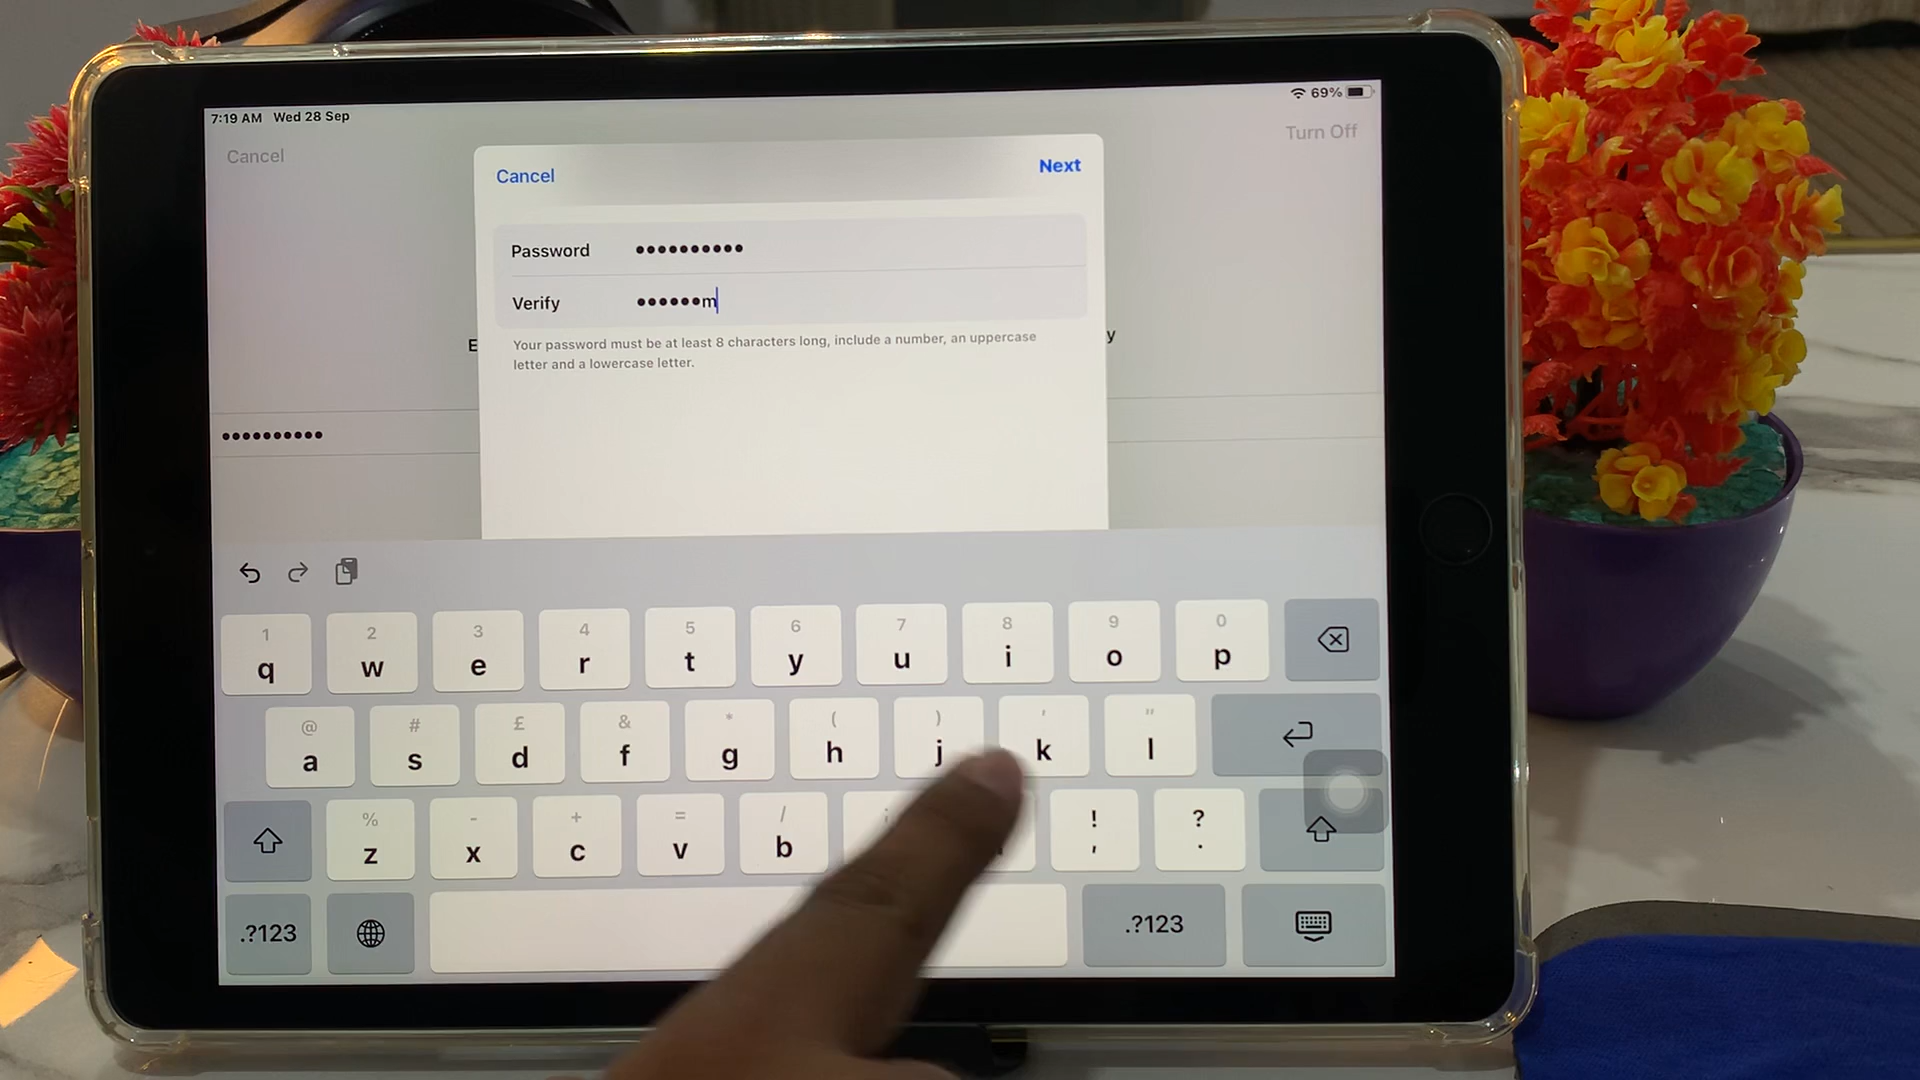 7:19 AM Wed 28 Sep
69%
Cancel
Turn Off
Cancel
Next
Password ••••••••••
Verify ••••••m
Your password must be at least 8 characters long, include a number, an uppercase
letter and a lowercase letter.
E
y
••••••••••
1 2 3 4 5 6 7 8 9 0
q w e r t y u i o p
@ # £ & * ( ) ' "
a s d f g h j k l
% - + = / ; ! ?
z x c v b , .
.?123
.?123